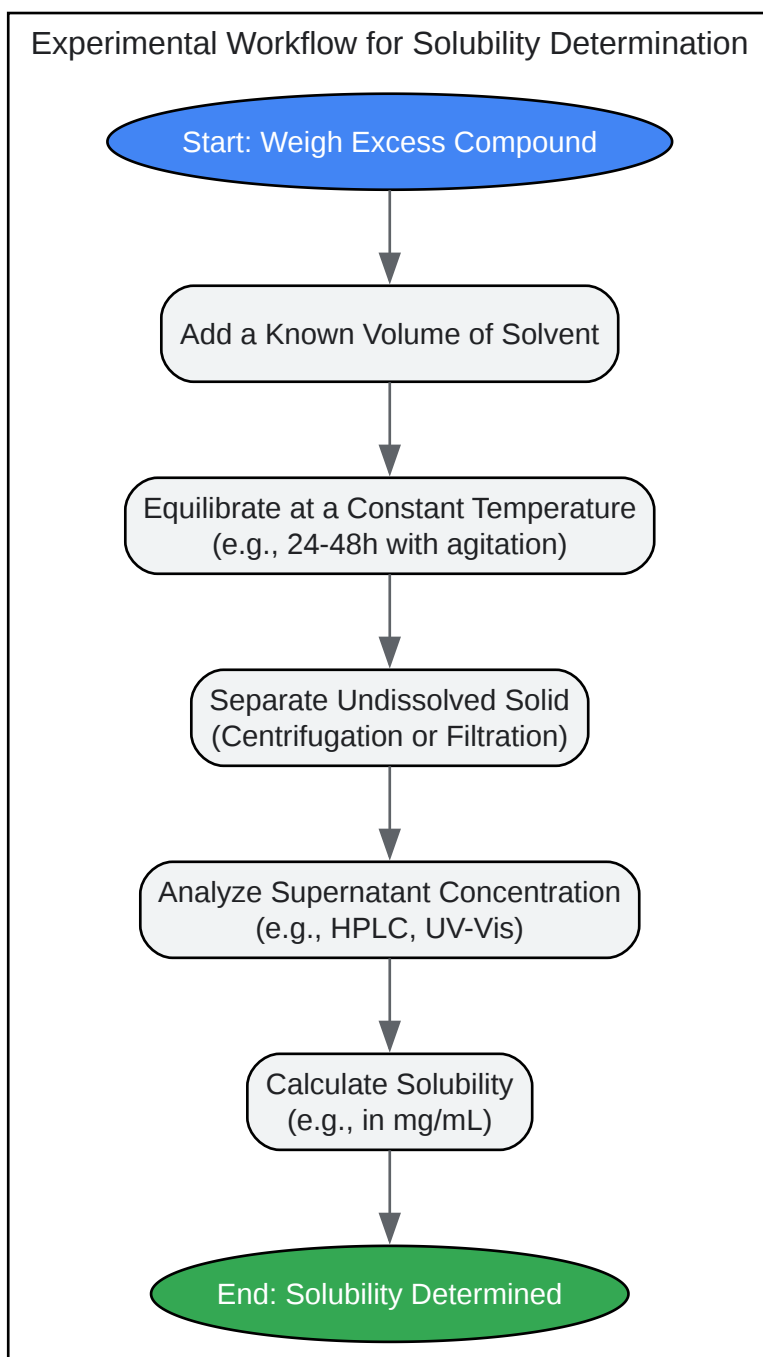 Experimental Workflow for Solubility Determination
Start: Weigh Excess Compound
Add a Known Volume of Solvent
Equilibrate at a Constant Temperature
(e.g., 24-48h with agitation)
Separate Undissolved Solid
(Centrifugation or Filtration)
Analyze Supernatant Concentration
(e.g., HPLC, UV-Vis)
Calculate Solubility
(e.g., in mg/mL)
End: Solubility Determined